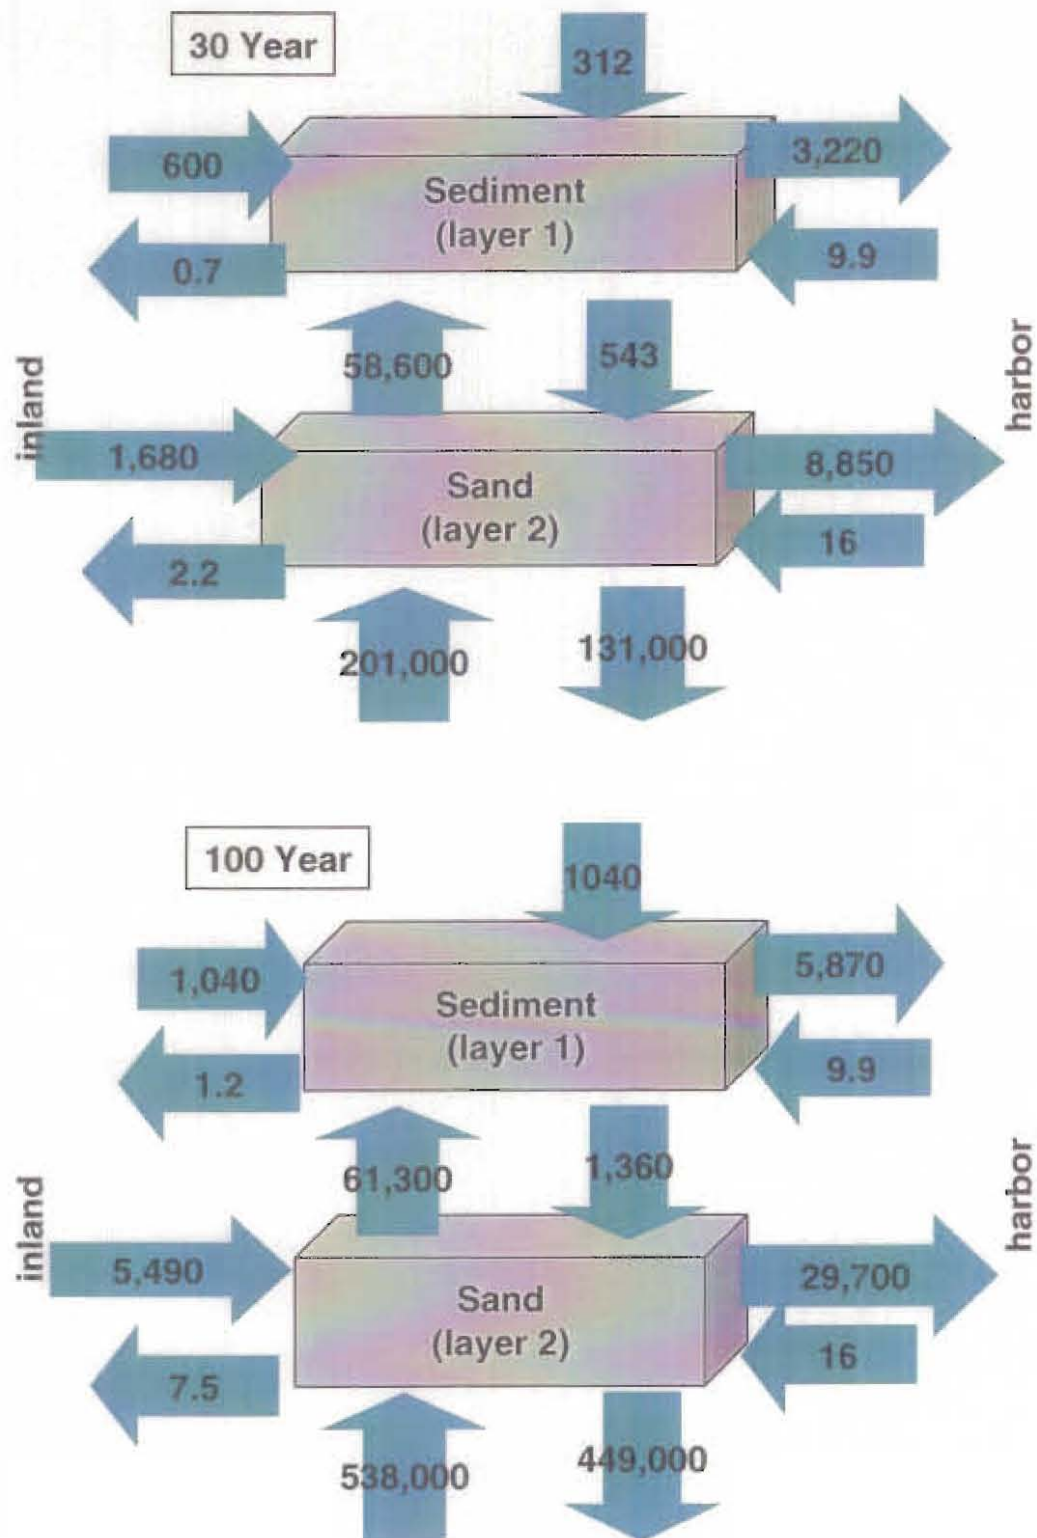 30 Year
312
600
3,220
Sediment
(layer 1)
0.7
9.9
58,600
543
inland
harbor
1,680
8,850
Sand
(layer 2)
2.2
16
201,000
131,000
100 Year
1040
1,040
5,870
Sediment
(layer 1)
1.2
9.9
61,300
1,360
inland
harbor
5,490
29,700
Sand
(layer 2)
7.5
16
538,000
449,000